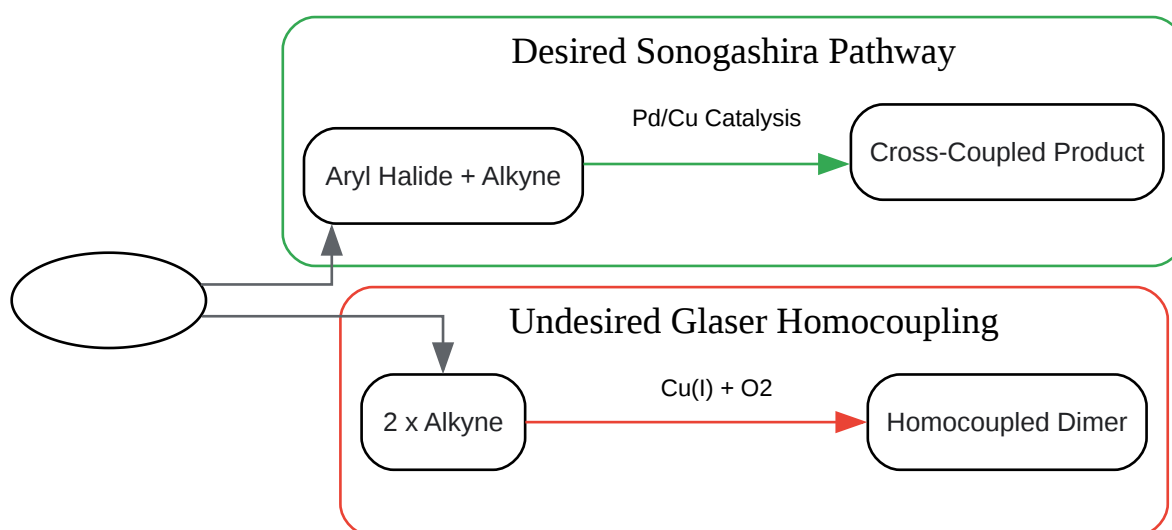 Desired Sonogashira Pathway
Pd/Cu Catalysis
Aryl Halide + Alkyne
Cross-Coupled Product
Undesired Glaser Homocoupling
Cu(I) + O2
2 x Alkyne
Homocoupled Dimer